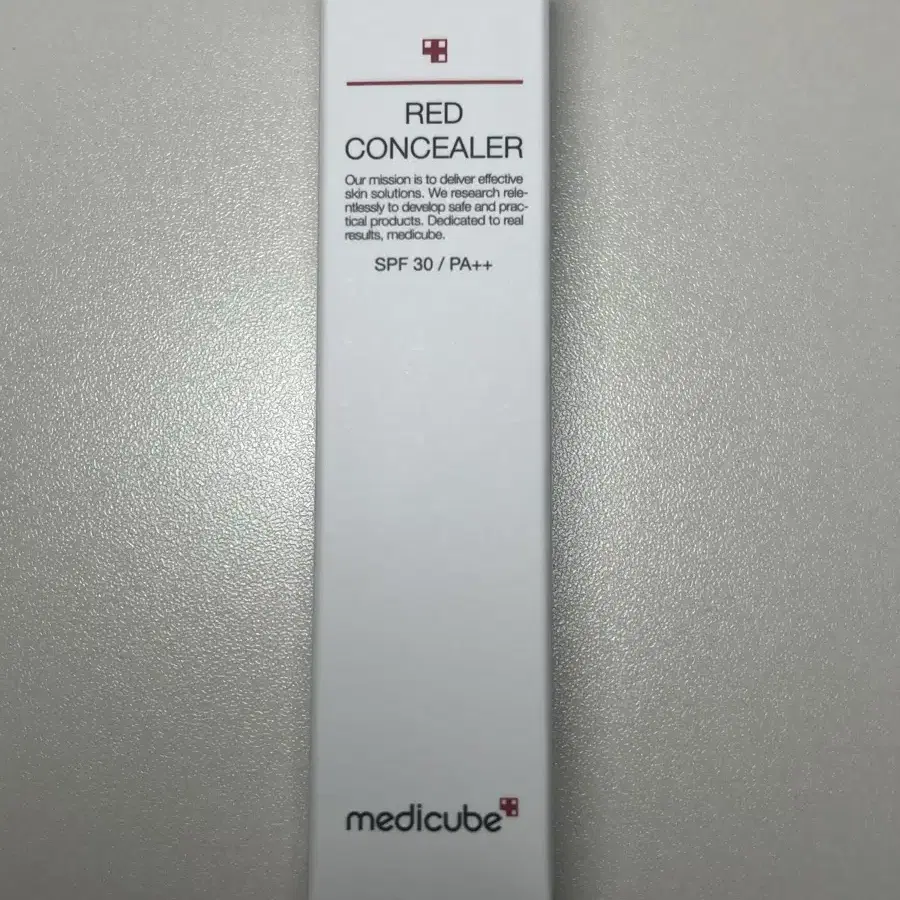 RED
CONCEALER
Our mission is to deliver effective
skin solutions. We research rele-
ntlessly to develop safe and prac-
tical products. Dedicated to real
results, medicube.
SPF 30 / PA++
medicube